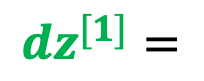 dz^[1] =